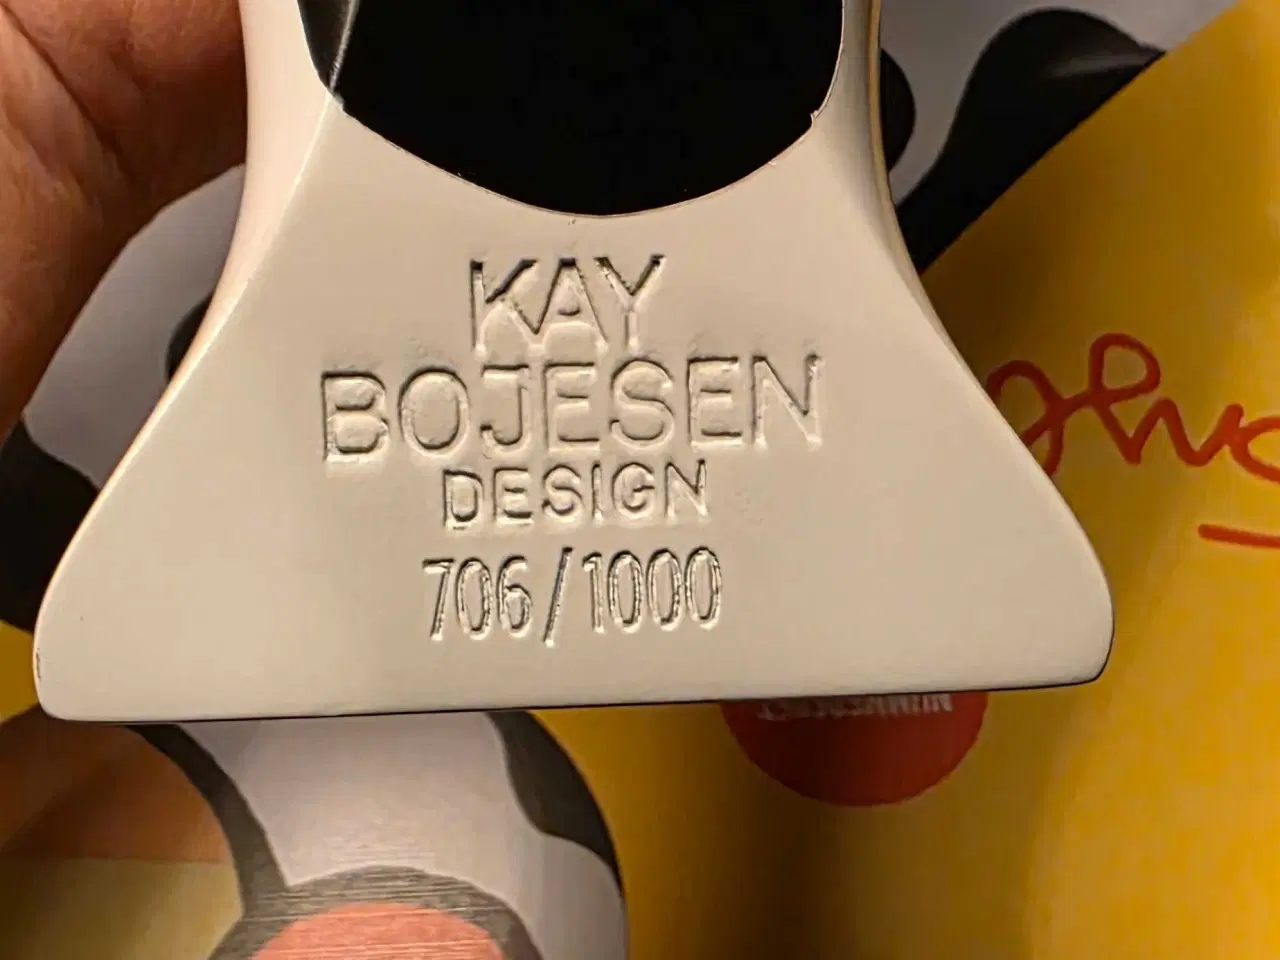 KAY
BOJESEN
DESIGN
706/1000